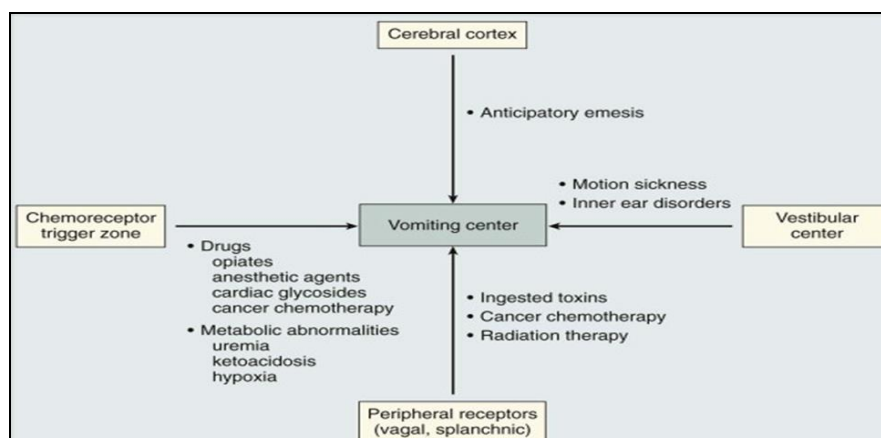 Cerebral cortex
• Anticipatory emesis
• Motion sickness
• Inner ear disorders
Chemoreceptor
trigger zone
Vomiting center
Vestibular
center
• Drugs
opiates
anesthetic agents
cardiac glycosides
cancer chemotherapy
• Metabolic abnormalities
uremia
ketoacidosis
hypoxia
• Ingested toxins
• Cancer chemotherapy
• Radiation therapy
Peripheral receptors
(vagal, splanchnic)